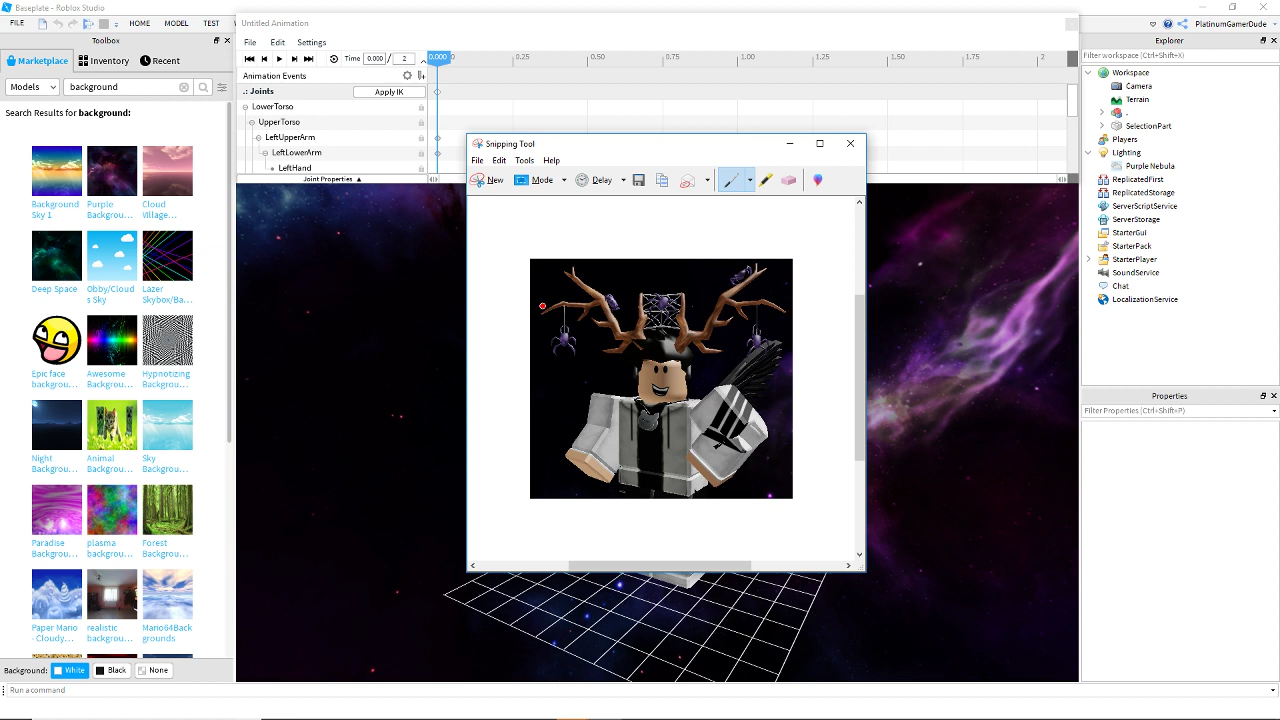 Baseplate - Roblox Studio
FILE
HOME
MODEL
TEST
PlatinumGamerDude
Toolbox
Marketplace
Inventory
Recent
Models
background
Search Results for background:
Background Sky 1
Purple Backgrou...
Cloud Village...
Deep Space
Obby/Clouds Sky
Lazer Skybox/Ba...
Epic face backgrou...
Awesome Backgrou...
Hypnotizing Backgrou...
Night Backgrou...
Animal Backgrou...
Sky Backgrou...
Paradise Backgrou...
plasma backgrou...
Forest Backgrou...
Paper Mario - Cloudy...
realistic backgrou...
Mario64Backgrounds
Background:
White
Black
None
Run a command
Untitled Animation
File
Edit
Settings
Time
0.000
/
2
0.000
0.25
0.50
0.75
1.00
1.25
1.50
1.75
2
Animation Events
.: Joints
Apply IK
LowerTorso
UpperTorso
LeftUpperArm
LeftLowerArm
LeftHand
Joint Properties ▲
Snipping Tool
File
Edit
Tools
Help
New
Mode
Delay
Explorer
Filter workspace (Ctrl+Shift+X)
Workspace
Camera
Terrain
.
SelectionPart
Players
Lighting
Purple Nebula
ReplicatedFirst
ReplicatedStorage
ServerScriptService
ServerStorage
StarterGui
StarterPack
StarterPlayer
SoundService
Chat
LocalizationService
Properties
Filter Properties (Ctrl+Shift+P)